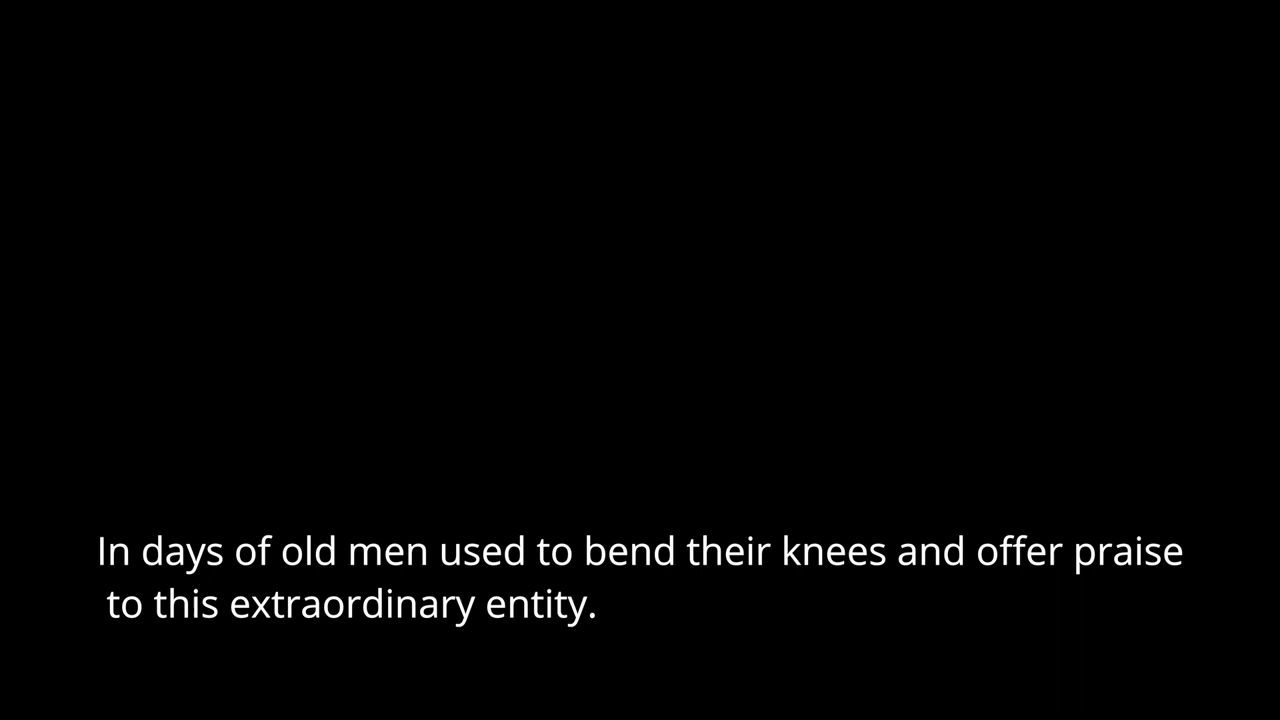 In days of old men used to bend their knees and offer praise
to this extraordinary entity.